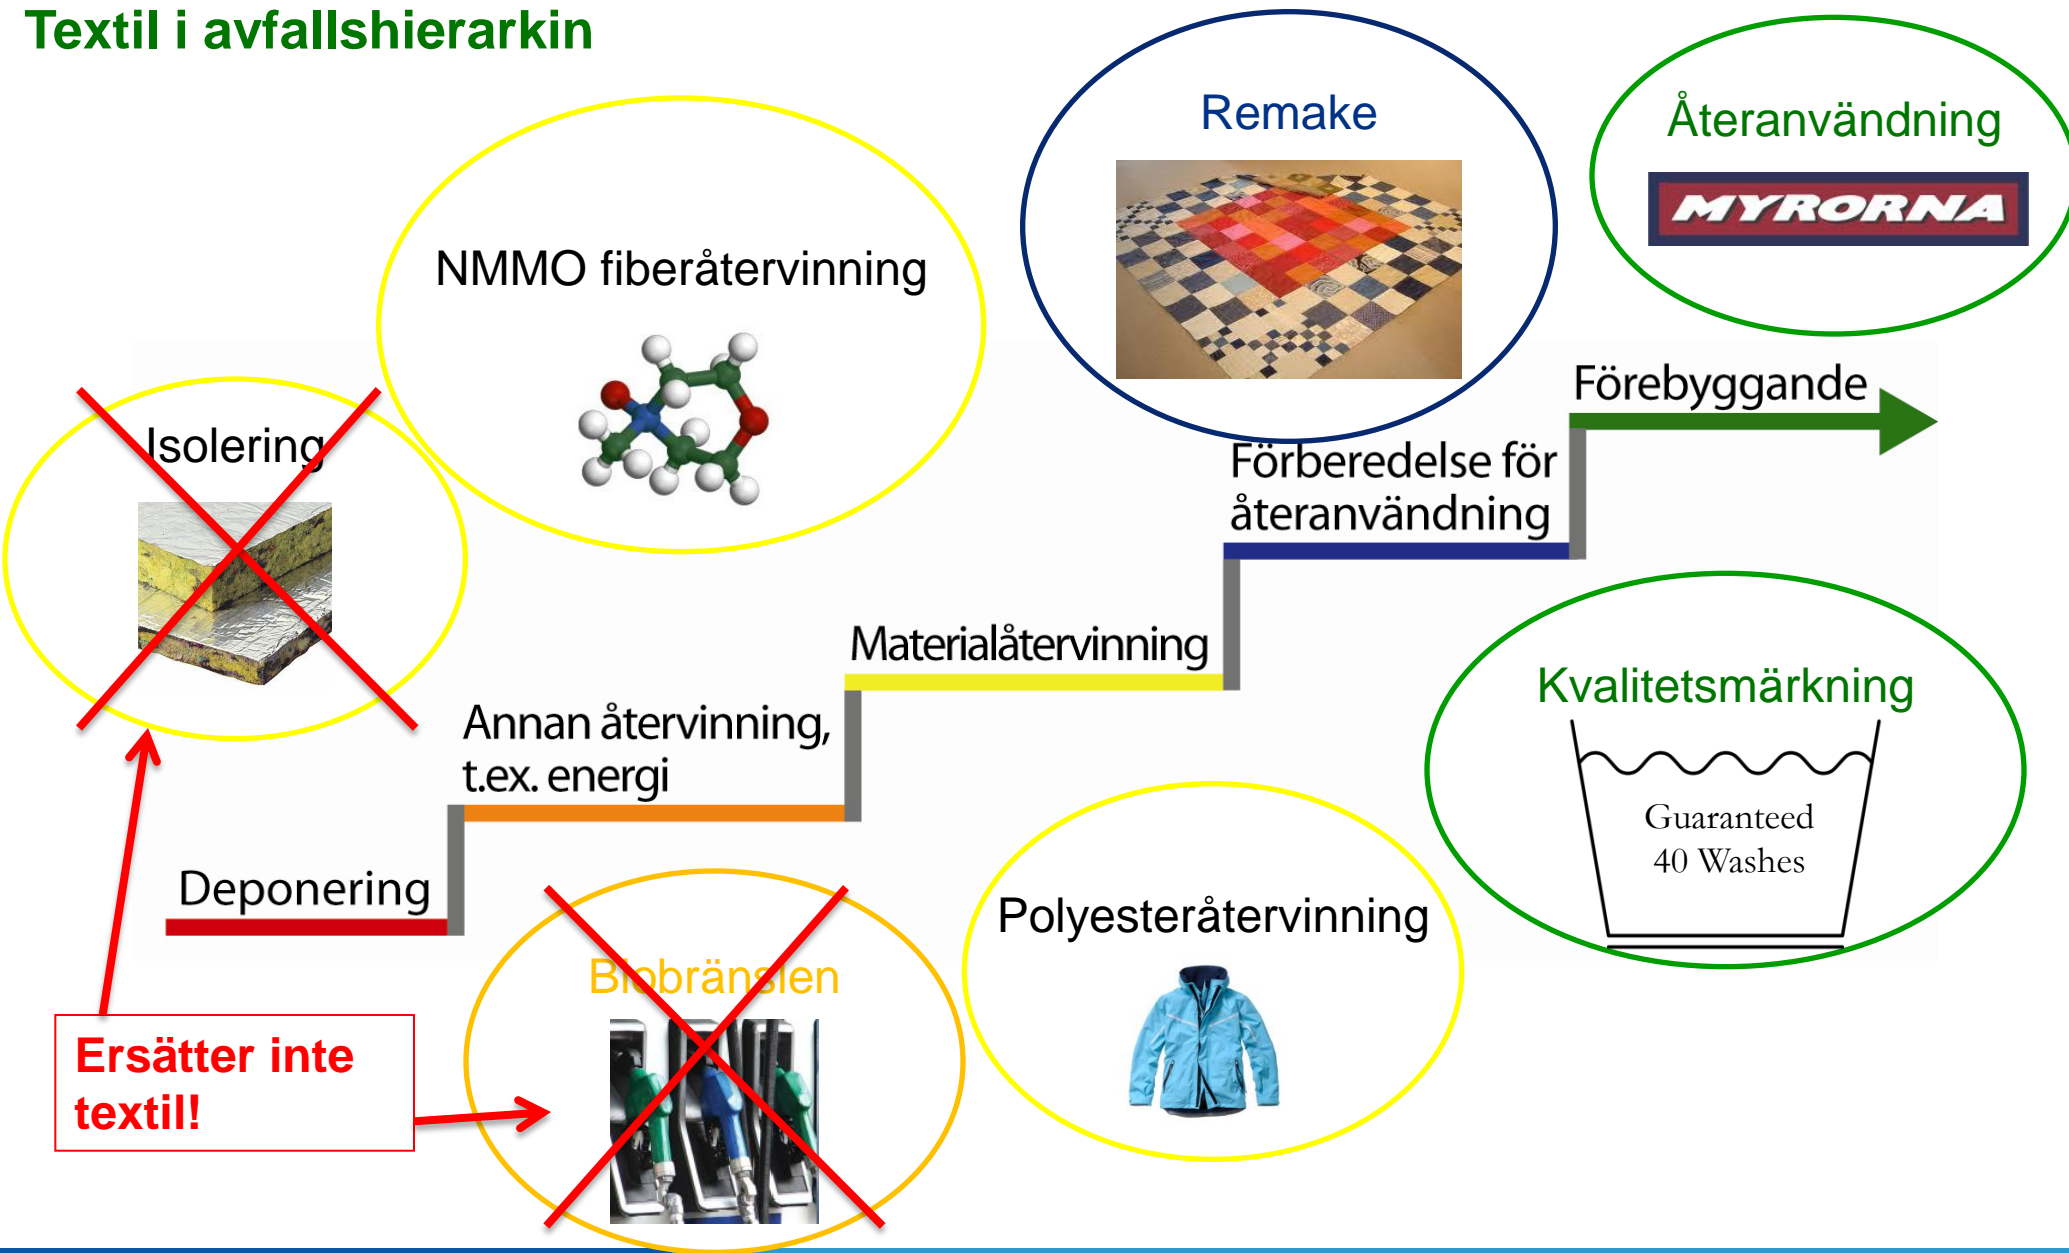 Textil i avfallshierarkin
Remake
Återanvändning
MYRORNA
NMMO fiberåtervinning
Isolering
Förebyggande
Förberedelse för
återanvändning
Materialåtervinning
Kvalitetsmärkning
Guaranteed
40 Washes
Annan återvinning,
t.ex. energi
Deponering
Polyesteråtervinning
Biobränslen
Ersätter inte
textil!